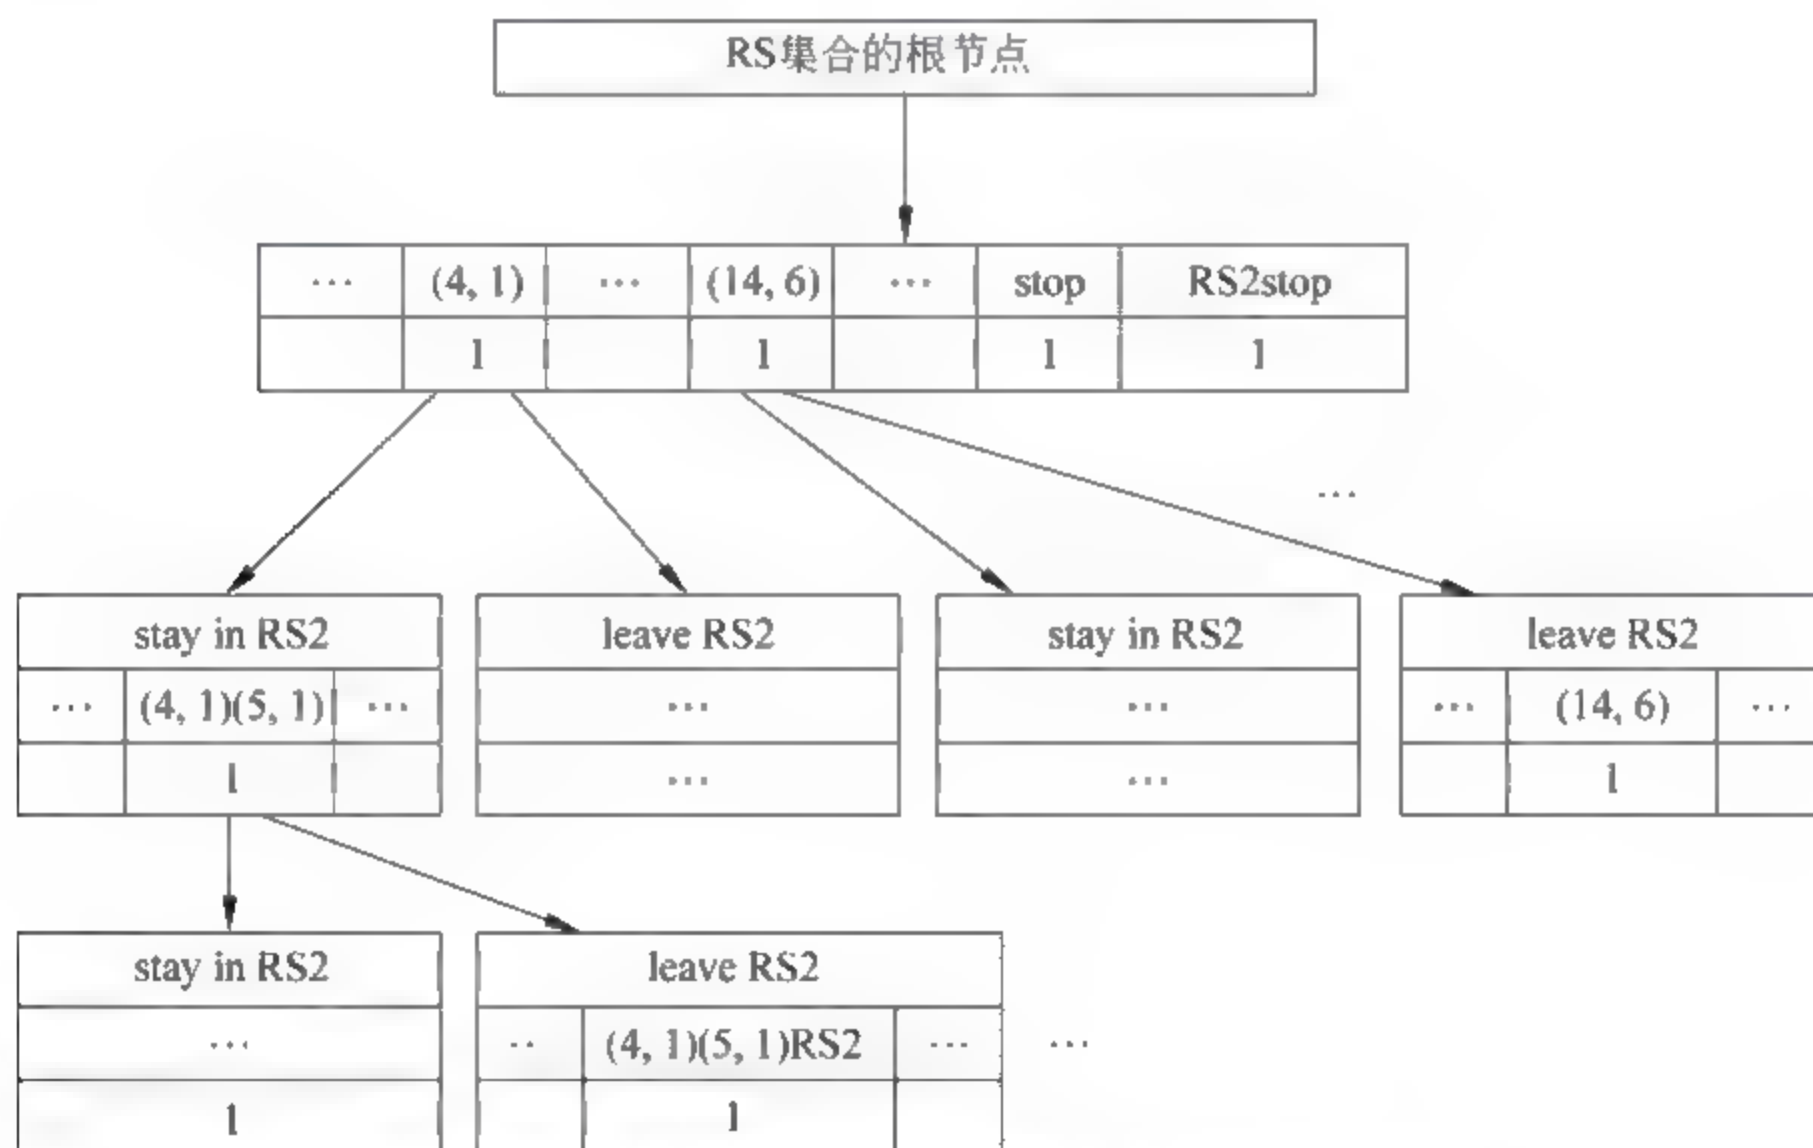 RS集合的根节点
… (4, 1) … (14, 6) … stop RS2stop
1 1 1 1
…
stay in RS2 leave RS2 stay in RS2 leave RS2
… (4, 1)(5, 1) … … … … (14, 6) …
1 … … 1
stay in RS2 leave RS2
… ·· (4, 1)(5, 1)RS2 … …
1 1